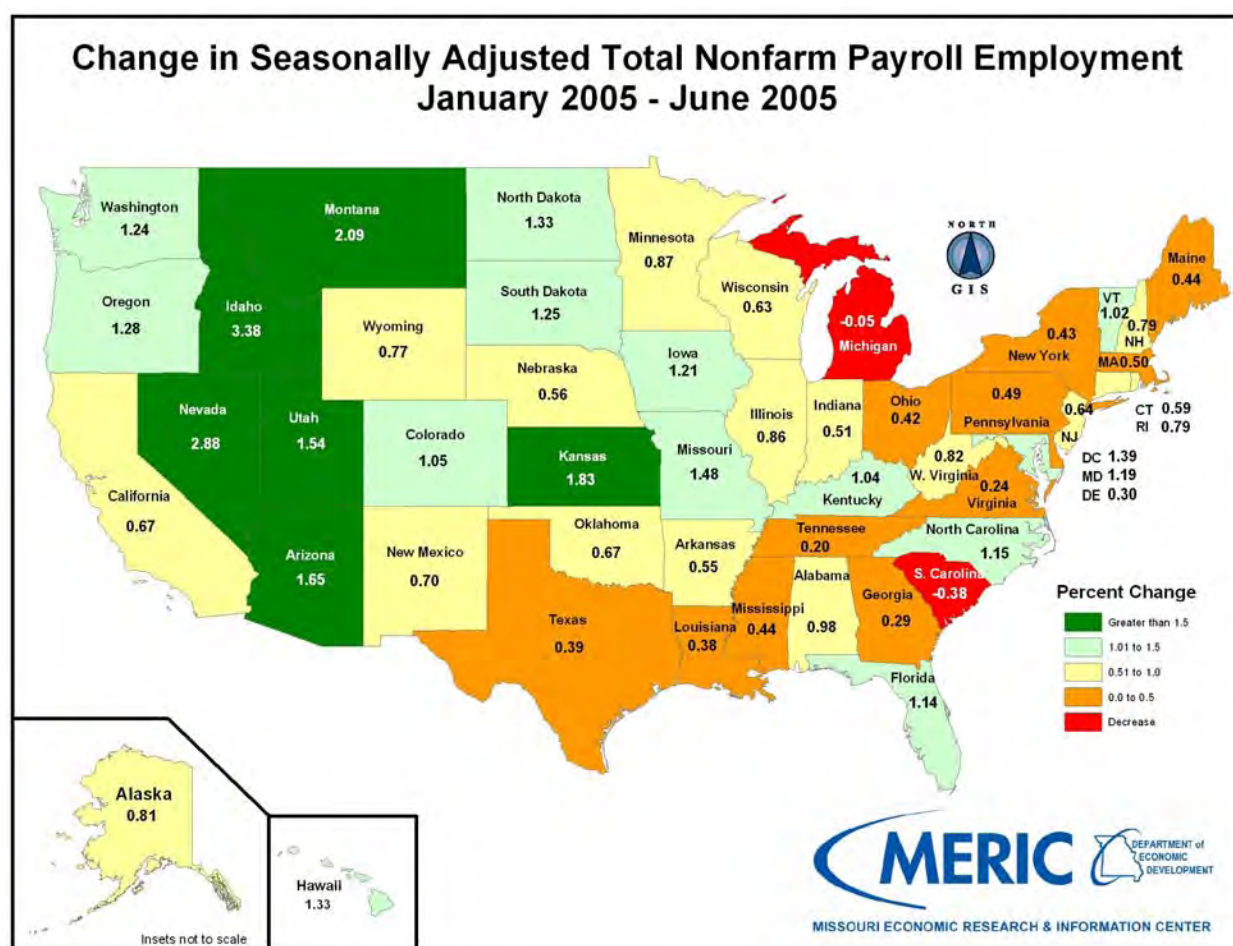 Change in Seasonally Adjusted Total Nonfarm Payroll Employment
January 2005 - June 2005
Washington
1.24
Montana
2.09
North Dakota
1.33
Minnesota
0.87
NORTH
GIS
Maine
0.44
Oregon
1.28
Idaho
3.38
Wyoming
0.77
South Dakota
1.25
Wisconsin
0.63
-0.05
Michigan
VT
1.02
0.79
NH
0.43
New York
MA 0.50
Nebraska
0.56
Iowa
1.21
Nevada
2.88
Utah
1.54
Colorado
1.05
Kansas
1.83
Missouri
1.48
Illinois
0.86
Indiana
0.51
Ohio
0.42
0.49
Pennsylvania
0.64
NJ
CT 0.59
RI 0.79
DC 1.39
MD 1.19
DE 0.30
0.82
W. Virginia
0.24
Virginia
1.04
Kentucky
California
0.67
Arizona
1.65
New Mexico
0.70
Oklahoma
0.67
Arkansas
0.55
Tennessee
0.20
North Carolina
1.15
S. Carolina
-0.38
Texas
0.39
Louisiana
0.38
Mississippi
0.44
Alabama
0.98
Georgia
0.29
Florida
1.14
Percent Change
Greater than 1.5
1.01 to 1.5
0.51 to 1.0
0.0 to 0.5
Decrease
Alaska
0.81
Hawaii
1.33
Insets not to scale
MERIC
DEPARTMENT of
ECONOMIC
DEVELOPMENT
MISSOURI ECONOMIC RESEARCH & INFORMATION CENTER